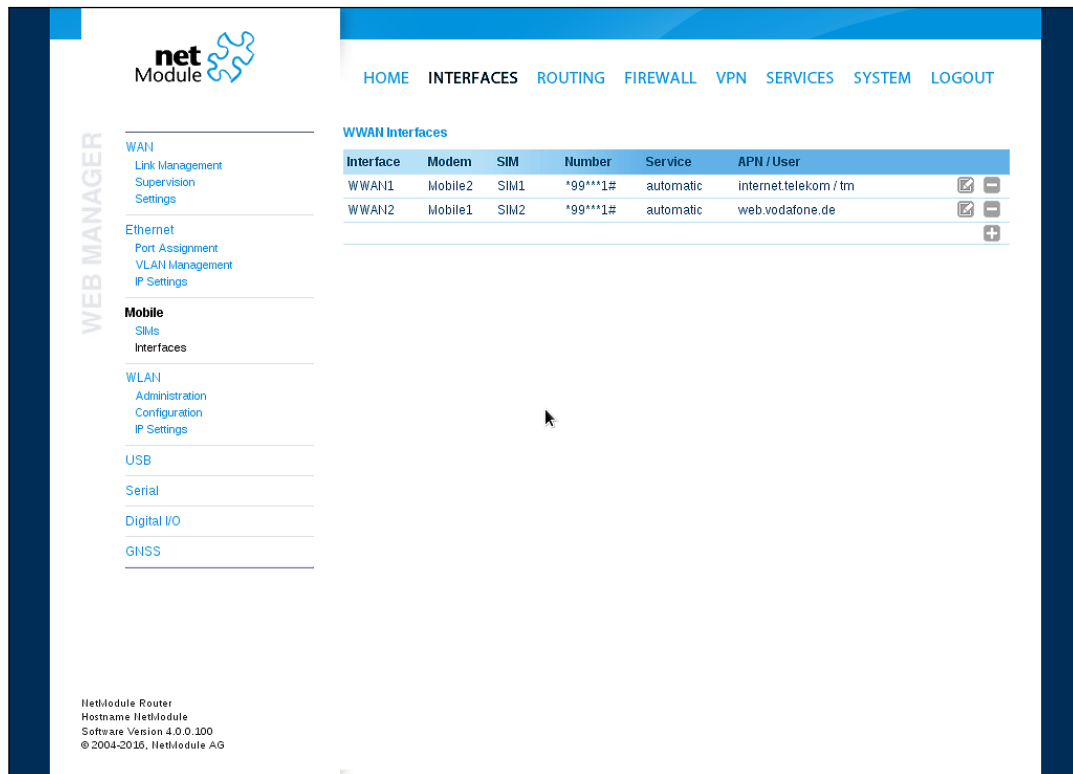 net
Module
HOME INTERFACES ROUTING FIREWALL VPN SERVICES SYSTEM LOGOUT
WEB MANAGER
WAN
Link Management
Supervision
Settings
Ethernet
Port Assignment
VLAN Management
IP Settings
Mobile
SIMs
Interfaces
WLAN
Administration
Configuration
IP Settings
USB
Serial
Digital I/O
GNSS
WWAN Interfaces
Interface Modem SIM Number Service APN / User
WWAN1 Mobile2 SIM1 *99***1# automatic internet.telekom / tm
WWAN2 Mobile1 SIM2 *99***1# automatic web.vodafone.de
NetModule Router
Hostname NetModule
Software Version 4.0.0.100
© 2004-2016, NetModule AG